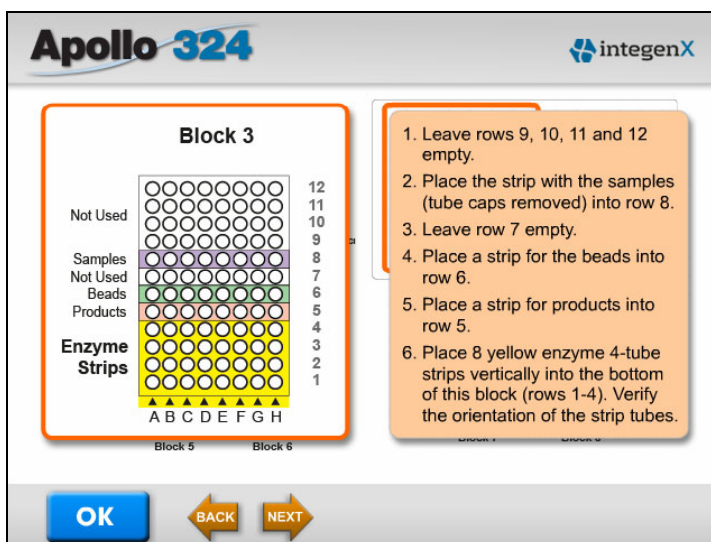 Apollo 324
integenX
Block 3
12
11
Not Used
10
9
Samples
8
Not Used
7
Beads
6
Products
5
4
Enzyme
3
Strips
2
1
A B C D E F G H
Block 5
Block 6
1. Leave rows 9, 10, 11 and 12
empty.
2. Place the strip with the samples
(tube caps removed) into row 8.
3. Leave row 7 empty.
4. Place a strip for the beads into
row 6.
5. Place a strip for products into
row 5.
6. Place 8 yellow enzyme 4-tube
strips vertically into the bottom
of this block (rows 1-4). Verify
the orientation of the strip tubes.
OK
BACK
NEXT